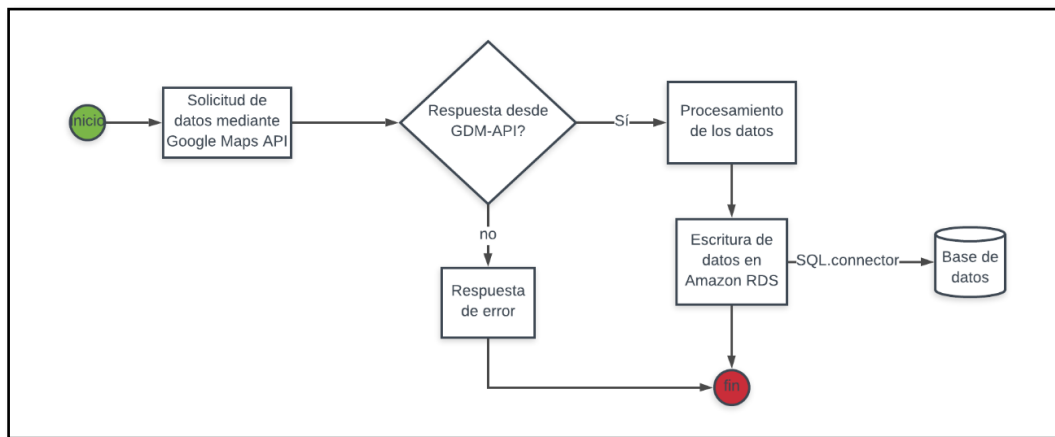 inicio
Solicitud de
datos mediante
Google Maps API
Respuesta desde
GDM-API?
Sí
Procesamiento
de los datos
no
Respuesta
de error
Escritura de
datos en
Amazon RDS
SQL.connector
Base de
datos
fin